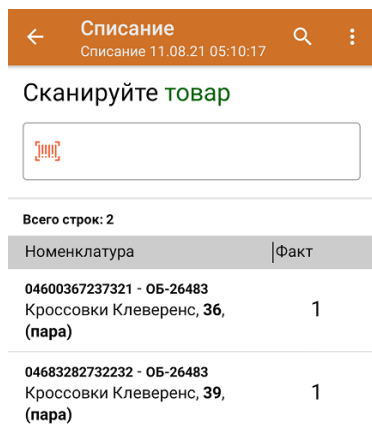 Списание
Списание 11.08.21 05:10:17
Сканируйте товар
Всего строк: 2
Номенклатура Факт
04600367237321 - ОБ-26483
Кроссовки Клеверенс, 36, 1
(пара)
04683282732232 - ОБ-26483
Кроссовки Клеверенс, 39, 1
(пара)